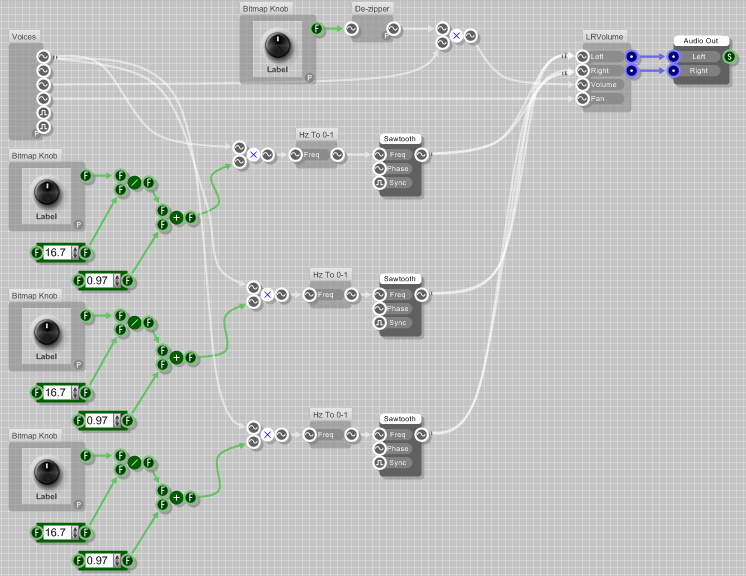 Bitmap Knob
De-zipper
F
P
Label
P
Voices
P
LRVolume
Left
Right
Volume
Pan
Audio Out
Left
Right
S
Bitmap Knob
Label
P
F
F
F
F
F
F
F
F 16.7 F
F 0.97 F
Hz To 0-1
Freq
Sawtooth
Freq
Phase
Sync
Bitmap Knob
Label
P
F
F
F
F
F
F
F
F 16.7 F
F 0.97 F
Hz To 0-1
Freq
Sawtooth
Freq
Phase
Sync
Bitmap Knob
Label
P
F
F
F
F
F
F
F
F 16.7 F
F 0.97 F
Hz To 0-1
Freq
Sawtooth
Freq
Phase
Sync